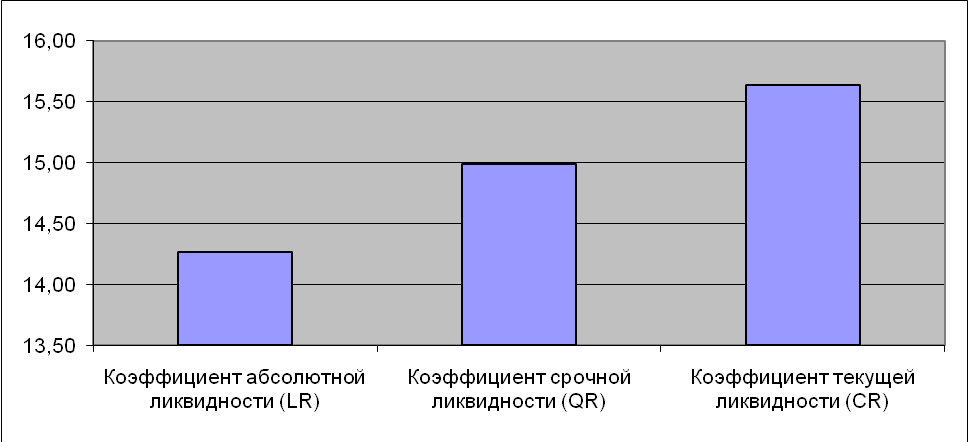 16,00
15,50
15,00
14,50
14,00
13,50
Коэффициент абсолютной
ликвидности (LR)
Коэффициент срочной
ликвидности (QR)
Коэффициент текущей
ликвидности (CR)